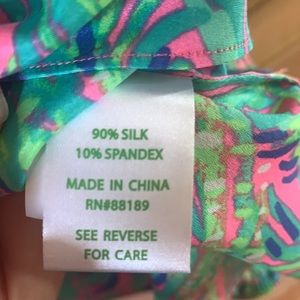 90% SILK
10% SPANDEX
MADE IN CHINA
RN#88189
SEE REVERSE
FOR CARE